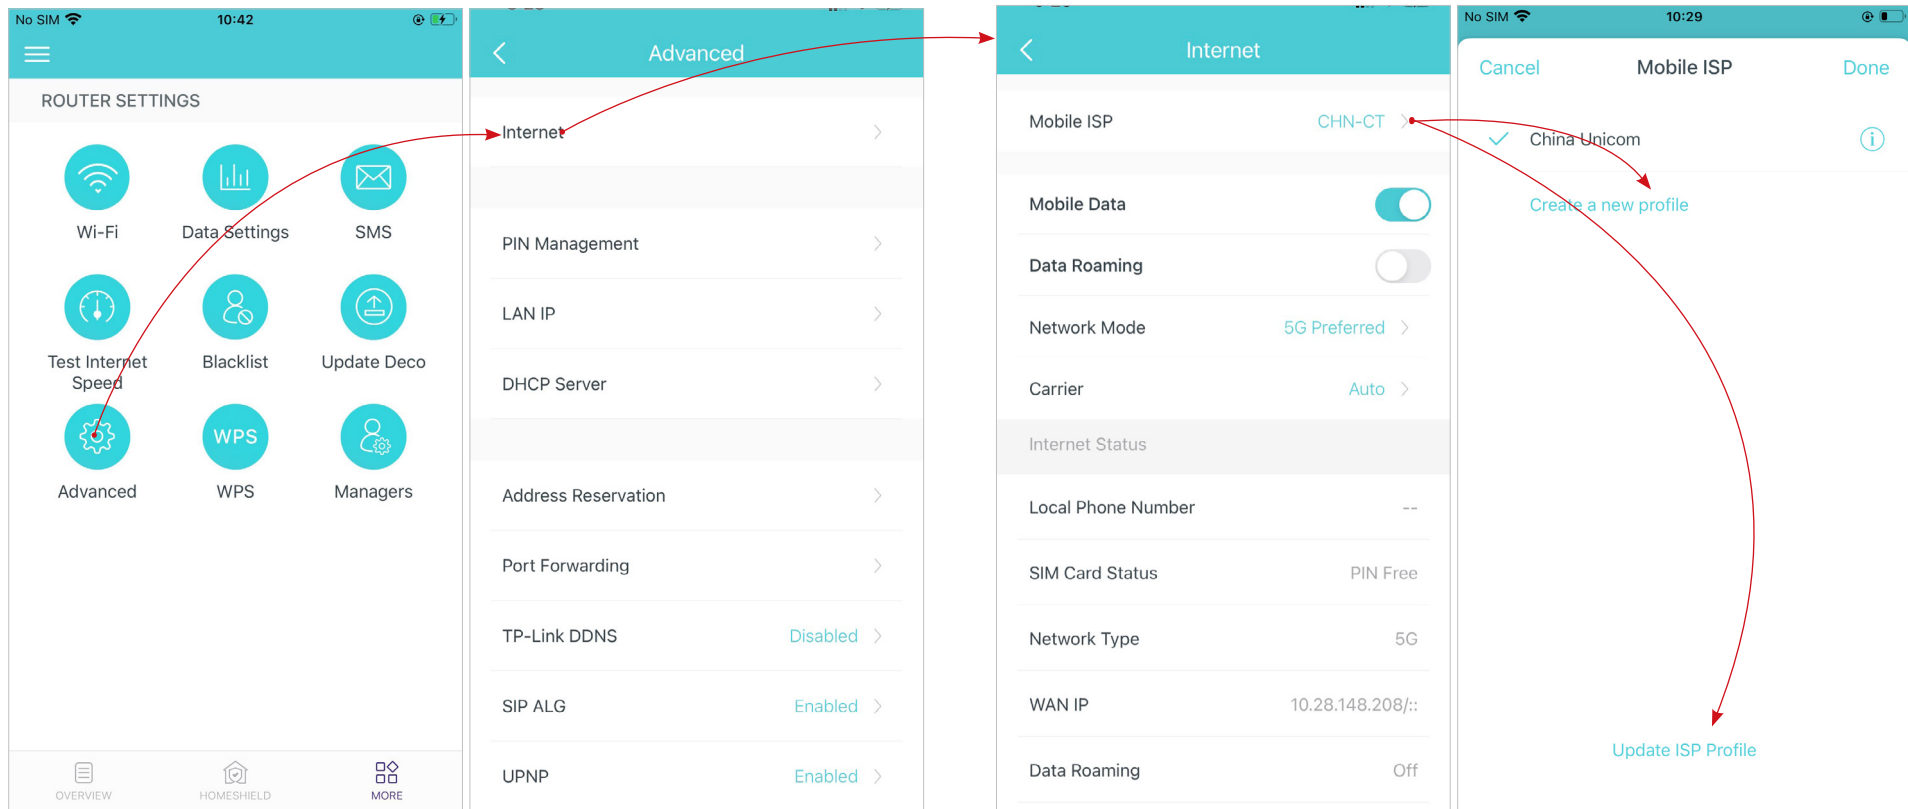 No SIM
10:42
ROUTER SETTINGS
Wi-Fi
Data Settings
SMS
Test Internet
Speed
Blacklist
Update Deco
Advanced
WPS
WPS
Managers
OVERVIEW
HOMESHIELD
MORE
Advanced
Internet
PIN Management
LAN IP
DHCP Server
Address Reservation
Port Forwarding
TP-Link DDNS Disabled
SIP ALG Enabled
UPNP Enabled
Internet
Mobile ISP CHN-CT
Mobile Data
Data Roaming
Network Mode 5G Preferred
Carrier Auto
Internet Status
Local Phone Number --
SIM Card Status PIN Free
Network Type 5G
WAN IP 10.28.148.208/::
Data Roaming Off
No SIM
10:29
Cancel Mobile ISP Done
China Unicom
Create a new profile
Update ISP Profile